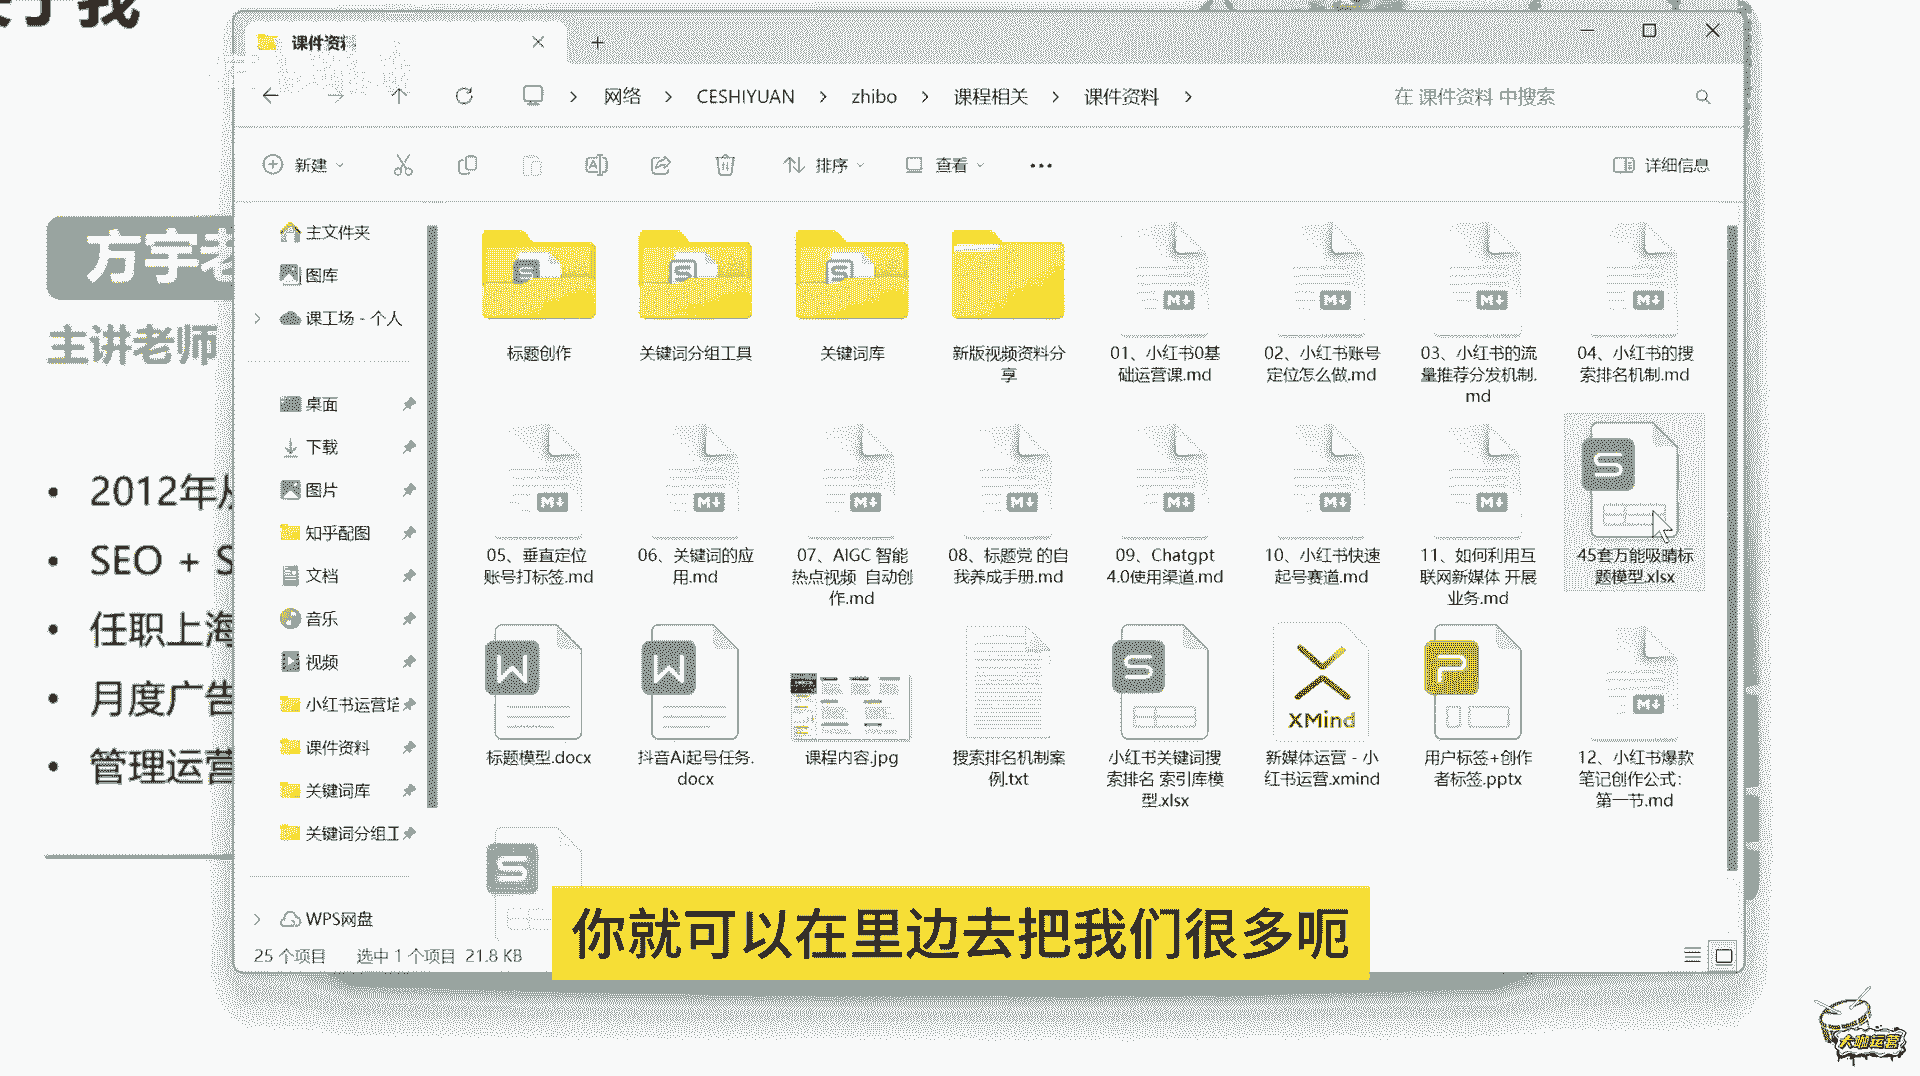 课件资料
网络
CESHIYUAN
zhibo
课程相关
课件资料
在 课件资料 中搜索
新建
排序
查看
详细信息
方宇
主讲老师
2012年
SEO +
任职上海
月度广告
管理运营
主文件夹
图库
课工场 - 个人
桌面
下载
图片
知乎配图
文档
音乐
视频
小红书运营培
课件资料
关键词库
关键词分组工
WPS网盘
标题创作
关键词分组工具
关键词库
新版视频资料分
享
01、小红书0基
础运营课.md
02、小红书账号
定位怎么做.md
03、小红书的流
量推荐分发机制.
md
04、小红书的搜
索排名机制.md
05、垂直定位
账号打标签.md
06、关键词的应
用.md
07、AIGC 智能
热点视频 自动创
作.md
08、标题党 的自
我养成手册.md
09、Chatgpt
4.0使用渠道.md
10、小红书快速
起号赛道.md
11、如何利用互
联网新媒体 开展
业务.md
45套万能吸睛标
题模型.xlsx
标题模型.docx
抖音Ai起号任务.
docx
课程内容.jpg
搜索排名机制案
例.txt
小红书关键词搜
索排名 索引库模
型.xlsx
XMind
新媒体运营 - 小
红书运营.xmind
用户标签+创作
者标签.pptx
12、小红书爆款
笔记创作公式：
第一节.md
25 个项目
选中 1 个项目 21.8 KB
你就可以在里边去把我们很多呃
大咖运营